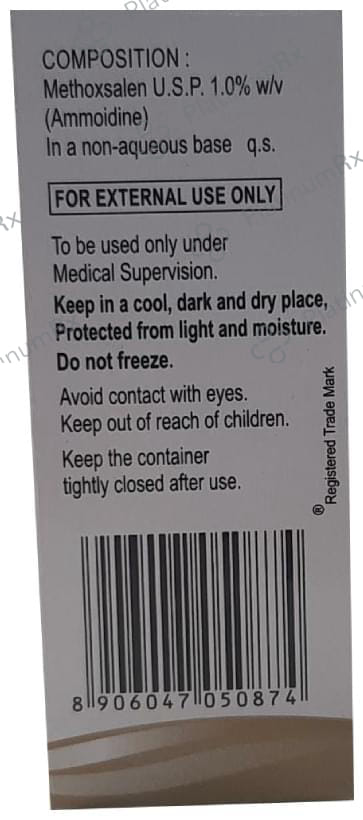 COMPOSITION :
Methoxsalen U.S.P. 1.0% w/v
(Ammoidine)
In a non-aqueous base q.s.
FOR EXTERNAL USE ONLY
To be used only under
Medical Supervision.
Keep in a cool, dark and dry place,
Protected from light and moisture.
Do not freeze.
Avoid contact with eyes.
Keep out of reach of children.
Keep the container
tightly closed after use.
® Registered Trade Mark
8 906047 050874